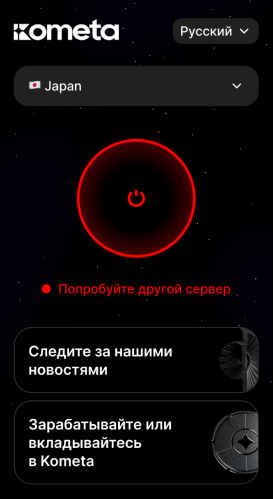 Kometa
Русский
Japan
Попробуйте другой сервер
Следите за нашими
новостями
Зарабатывайте или
вкладывайтесь
в Kometa